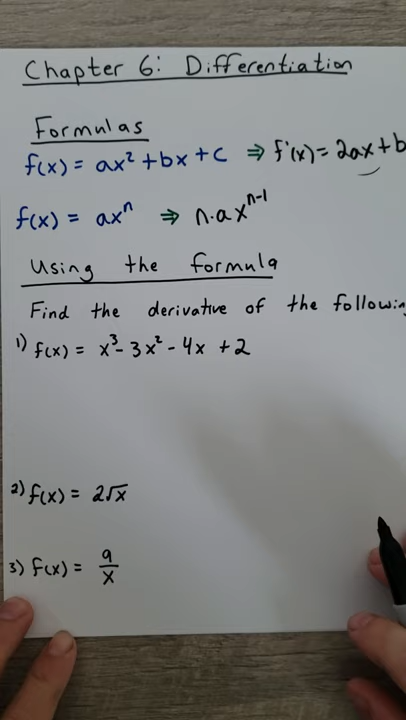 Chapter 6: Differentiation
Formulas
f(x) = ax² + bx + c ⇒ f'(x) = 2ax + b
f(x) = axⁿ ⇒ n·axⁿ⁻¹
Using the formula
Find the derivative of the following
1) f(x) = x³ - 3x² - 4x + 2
2) f(x) = 2√x
3) f(x) = 9/x